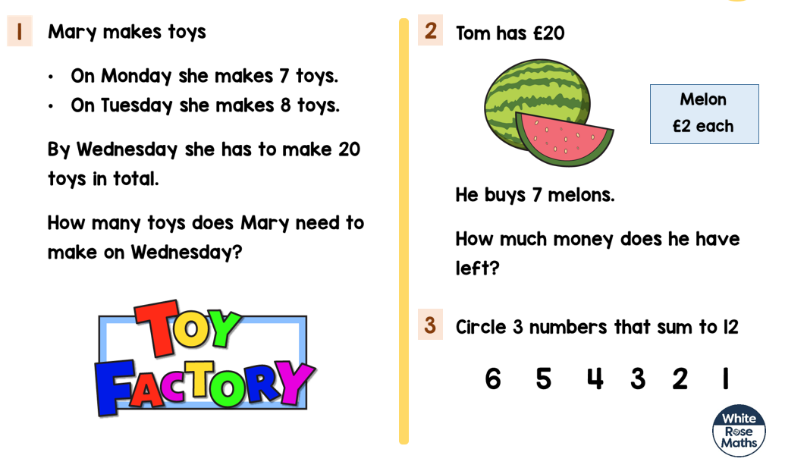 1 Mary makes toys
• On Monday she makes 7 toys.
• On Tuesday she makes 8 toys.
By Wednesday she has to make 20
toys in total.
How many toys does Mary need to
make on Wednesday?
TOY
FACTORY
2 Tom has £20
Melon
£2 each
He buys 7 melons.
How much money does he have
left?
3 Circle 3 numbers that sum to 12
6 5 4 3 2 1
White
Rose
Maths